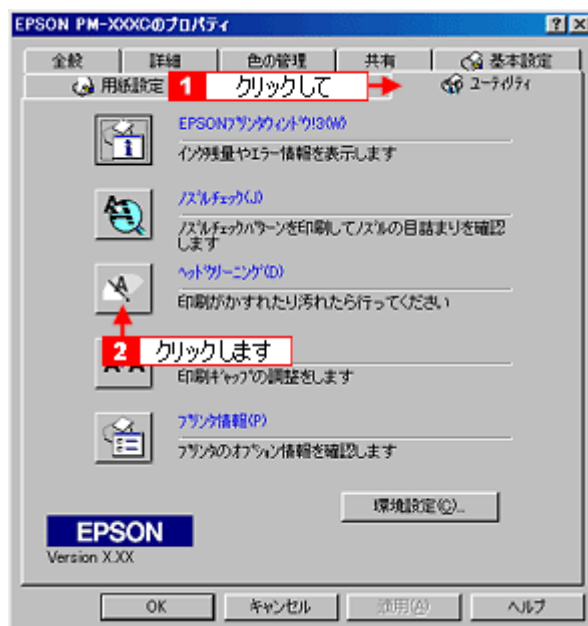 EPSON PM-XXXCのプロパティ
全般 詳細 色の管理 共有 基本設定
用紙設定 1 クリックして ユーティリティ
EPSONプリンタウィンドウ!3(W)
インク残量やエラー情報を表示します
ノズルチェック(J)
ノズルチェックパターンを印刷してノズルの目詰まりを確認
します
ヘッドクリーニング(D)
印刷がかすれたり汚れたら行ってください
2 クリックします
印刷ギャップの調整をします
プリンタ情報(P)
プリンタのオプション情報を確認します
環境設定(C)...
EPSON
Version X.XX
OK キャンセル 適用(A) ヘルプ